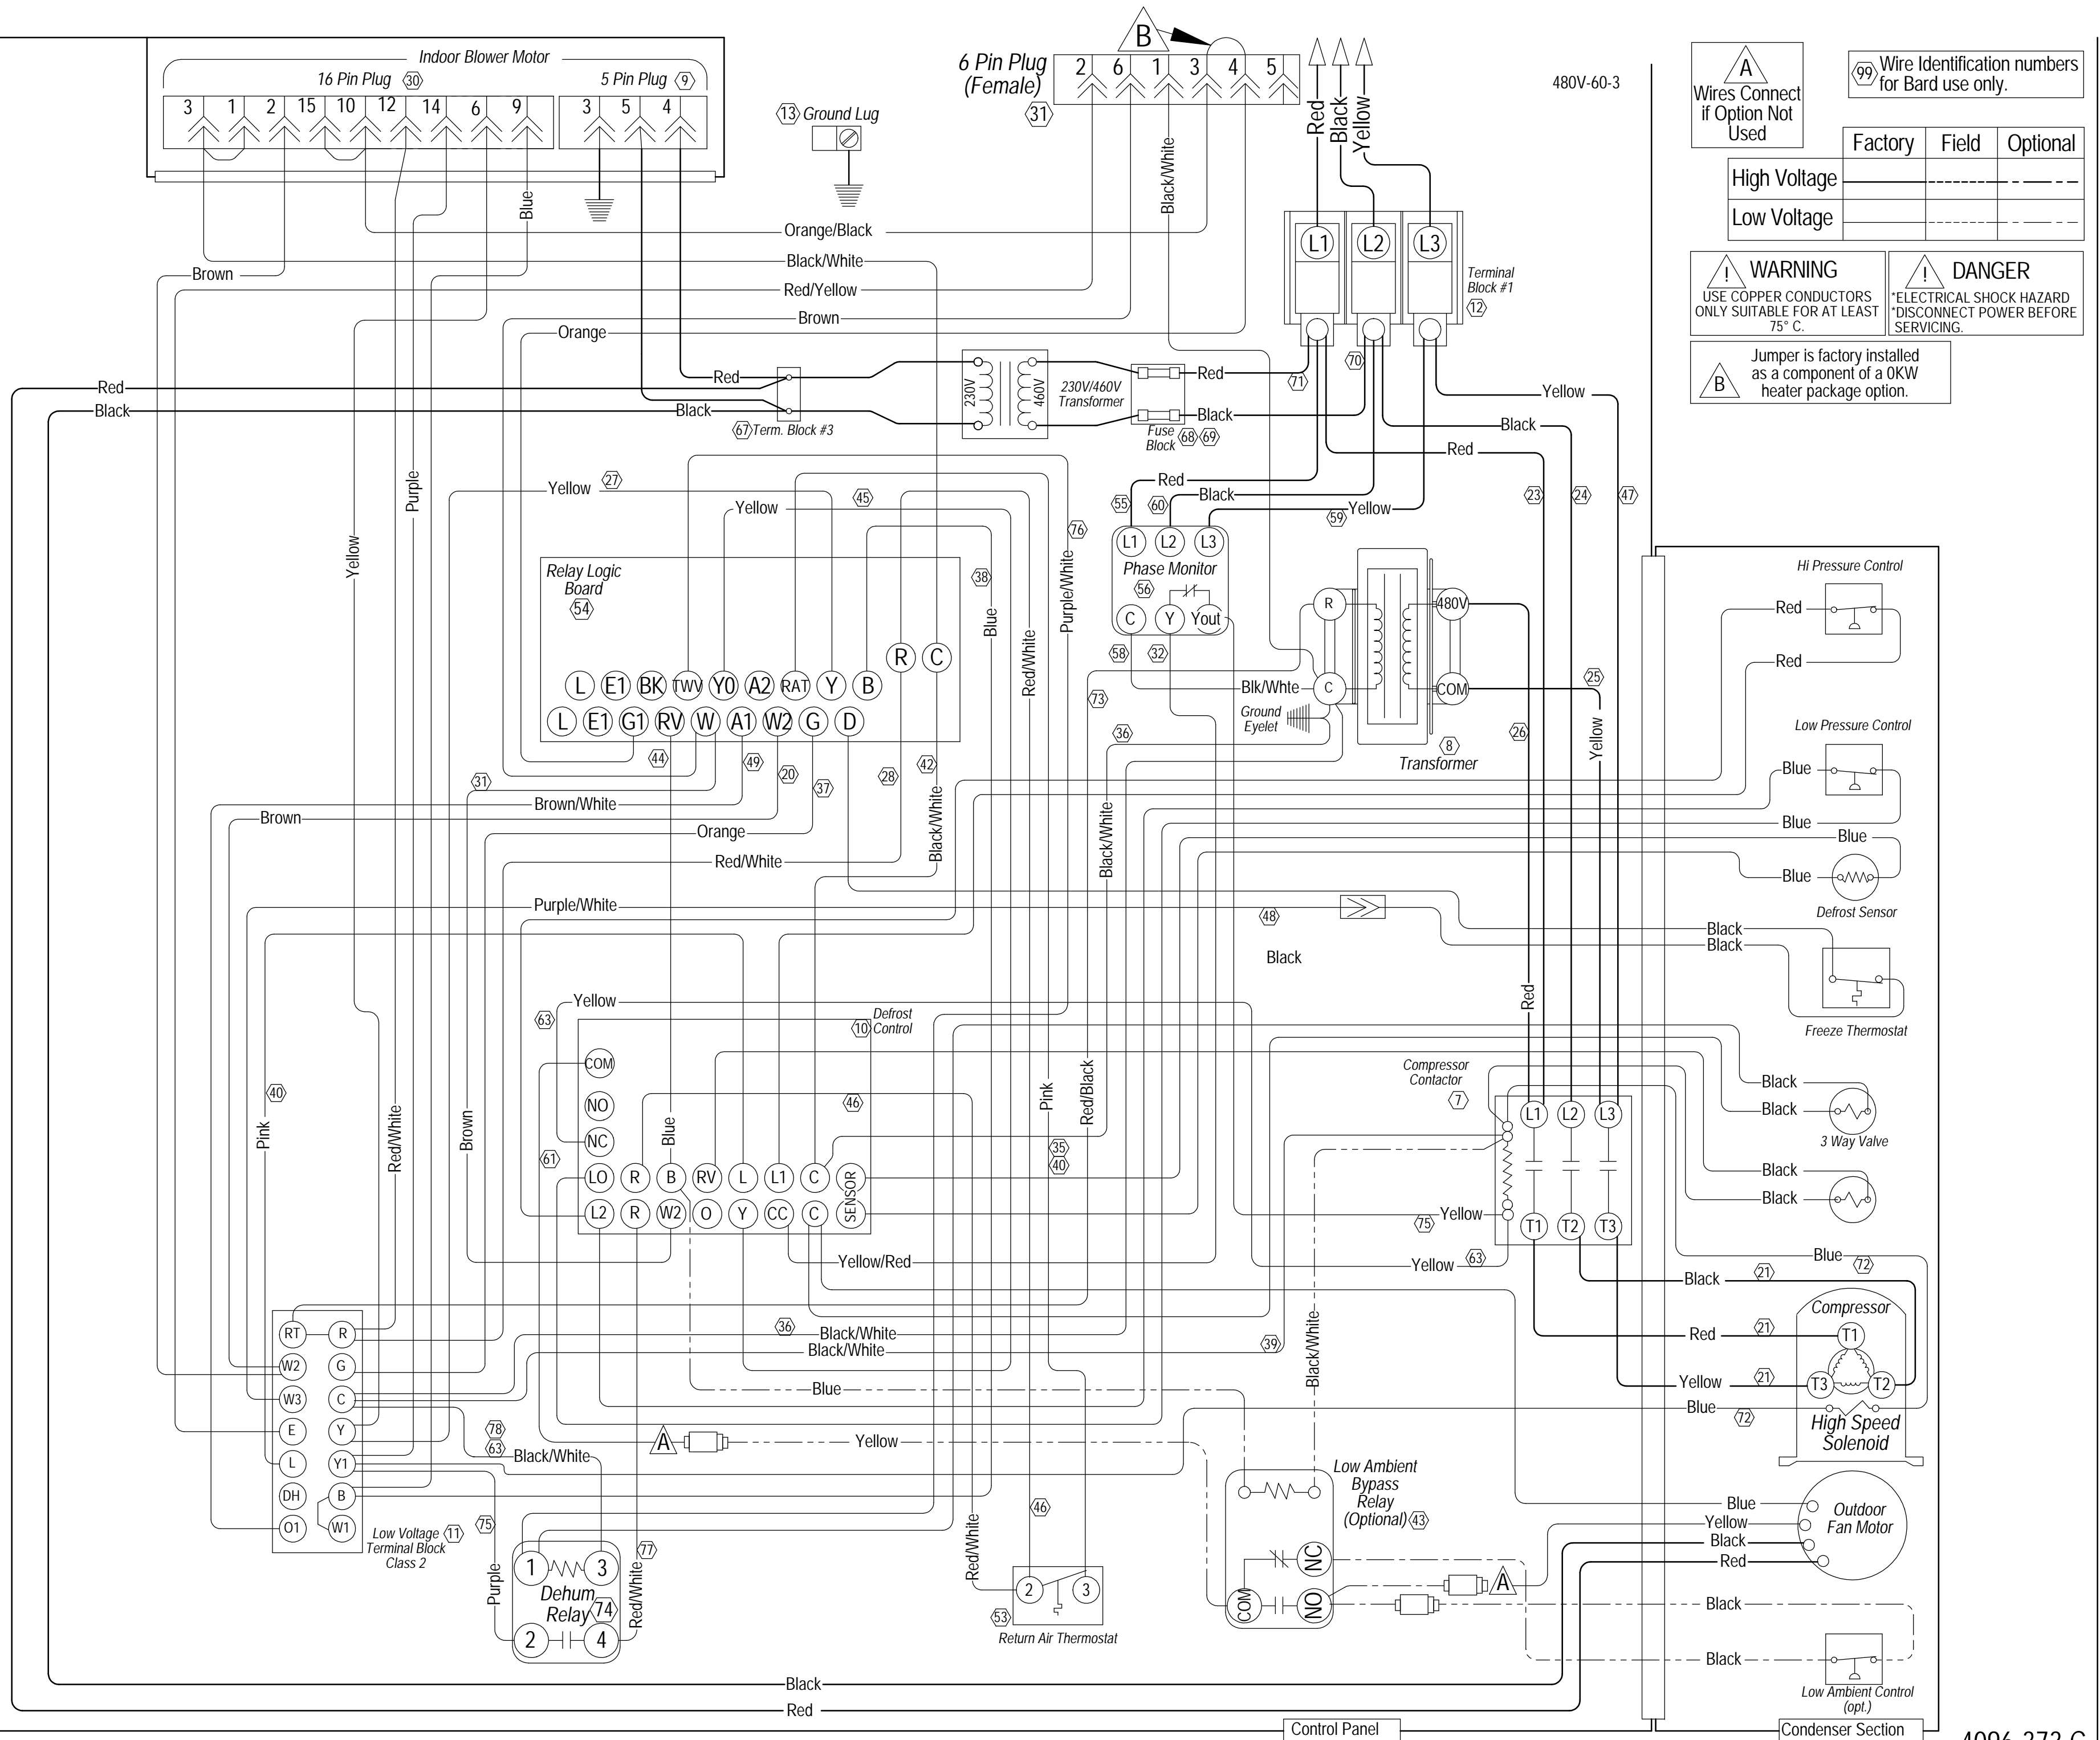 Indoor Blower Motor
16 Pin Plug 30
5 Pin Plug 9
3 1 2 15 10 12 14 6 9
3 5 4
13 Ground Lug
6 Pin Plug
(Female)
31
B
2 6 1 3 4 5
Red
Black
Yellow
480V-60-3
A
Wires Connect
if Option Not
Used
99 Wire Identification numbers
for Bard use only.
Factory Field Optional
High Voltage
Low Voltage
! WARNING
USE COPPER CONDUCTORS
ONLY SUITABLE FOR AT LEAST
75° C.
! DANGER
*ELECTRICAL SHOCK HAZARD
*DISCONNECT POWER BEFORE
SERVICING.
B
Jumper is factory installed
as a component of a 0KW
heater package option.
L1 L2 L3
Terminal
Block #1
12
Blue
Black/White
Orange/Black
Black/White
Brown
Red/Yellow
Brown
Orange
Red
Black
Red
Black
67 Term. Block #3
230V
460V
230V/460V
Transformer
Fuse
Block 68 69
Red
Black
71
70
Yellow
Black
Red
23
24
47
Purple
Yellow
Yellow 27
Yellow
45
76
Purple/White
38
Blue
Red/White
Red
Black
Yellow
55
60
59
L1 L2 L3
Phase Monitor
56
C Y Yout
58
32
Relay Logic
Board
54
R C
L E1 BK TWV Y0 A2 RAT Y B
L E1 G1 RV W A1 W2 G D
R
C
480V
COM
Blk/Whte
Ground
Eyelet
8
Transformer
73
36
25
26
Yellow
44
49
20
37
28
42
31
Brown/White
Brown
Orange
Red/White
Black/White
Black/White
Purple/White
48
Black
Hi Pressure Control
Red
Red
Low Pressure Control
Blue
Blue
Blue
Blue
Defrost Sensor
Black
Black
Freeze Thermostat
Black
Black
3 Way Valve
Black
Black
Yellow
63
Defrost
10 Control
COM
NO
NC
LO R B RV L L1 C SENSOR
L2 R W2 O Y CC C SENSOR
61
46
Blue
Pink
Red/Black
35
40
40
Pink
Red/White
Brown
Yellow/Red
Red
Compressor
Contactor
7
L1 L2 L3
T1 T2 T3
75 Yellow
Yellow 63
Blue 72
Black 21
Compressor
Red 21
T1
Yellow 21
T3 T2
Blue 72
High Speed
Solenoid
RT R
W2 G
W3 C
E Y
L Y1
DH B
O1 W1
Low Voltage 11
Terminal Block
Class 2
36 Black/White
Black/White
39
Black/White
Blue
78
63 Black/White
A
Yellow
75
Purple
1 3
Dehum
Relay 74
2 4
77
Red/White
Red/White
46
2 3
53
Return Air Thermostat
Low Ambient
Bypass
Relay
(Optional) 43
NC
COM
NO
A
Blue
Yellow
Black
Red
Outdoor
Fan Motor
Black
Black
Low Ambient Control
(opt.)
Black
Red
Control Panel
Condenser Section